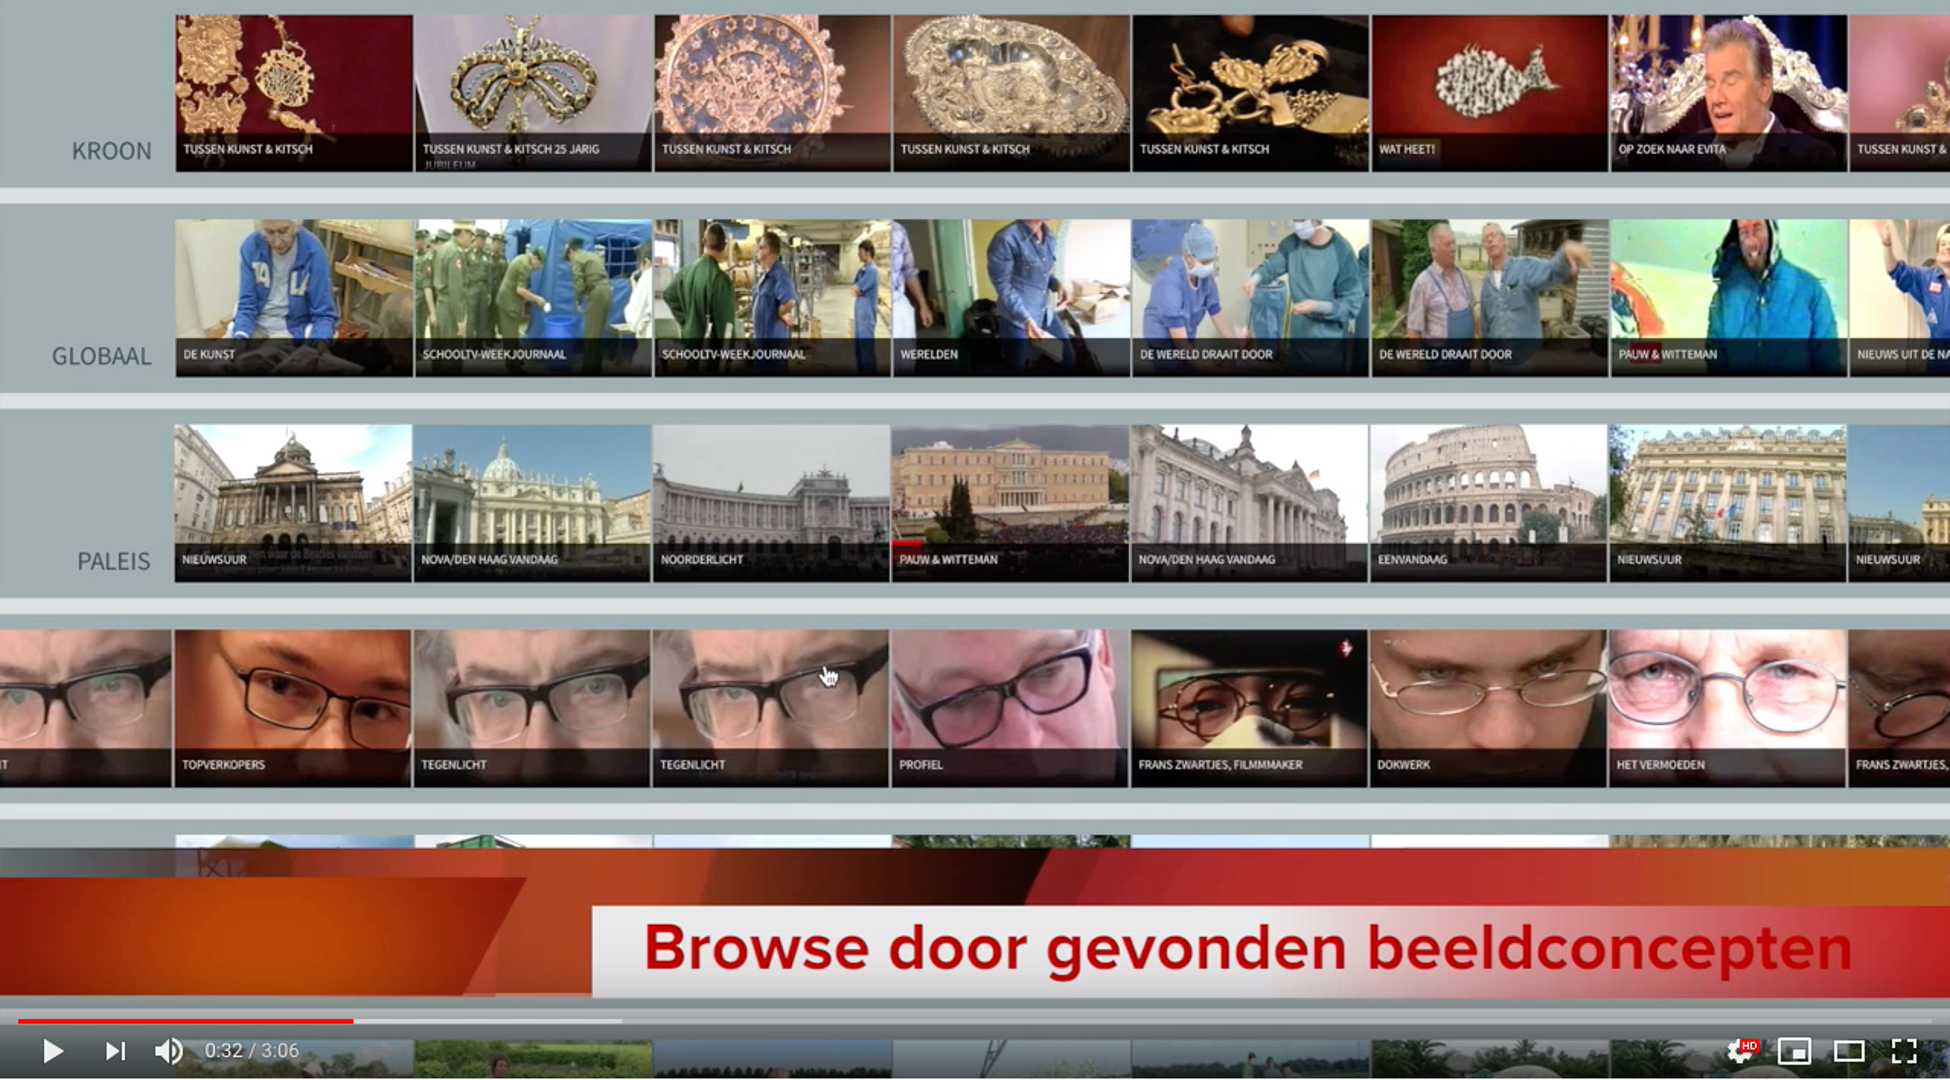 KROON
TUSSEN KUNST & KITSCH
TUSSEN KUNST & KITSCH 25 JARIG
JUBILEUM
TUSSEN KUNST & KITSCH
TUSSEN KUNST & KITSCH
TUSSEN KUNST & KITSCH
WAT HEET!
OP ZOEK NAAR EVITA
TUSSEN KUNST &
GLOBAAL
DE KUNST
SCHOOLTV-WEEKJOURNAAL
SCHOOLTV-WEEKJOURNAAL
WERELDEN
DE WERELD DRAAIT DOOR
DE WERELD DRAAIT DOOR
PAUW & WITTEMAN
NIEUWS UIT DE NA
PALEIS
NIEUWSUUR
NOVA/DEN HAAG VANDAAG
NOORDERLICHT
PAUW & WITTEMAN
NOVA/DEN HAAG VANDAAG
EENVANDAAG
NIEUWSUUR
NIEUWSUUR
TOPVERKOPERS
TEGENLICHT
TEGENLICHT
PROFIEL
FRANS ZWARTJES, FILMMAKER
DOKWERK
HET VERMOEDEN
FRANS ZWARTJES,
Browse door gevonden beeldconcepten
0:32 / 3:06
HD